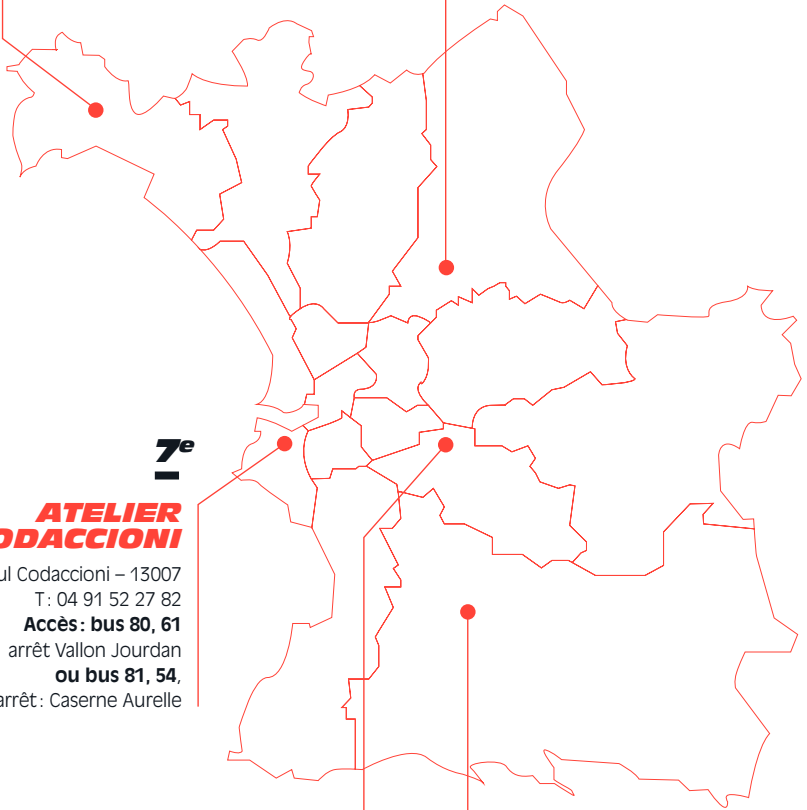 7e
ATELIER
ODACCIONI
ul Codaccioni – 13007
T : 04 91 52 27 82
Accès : bus 80, 61
arrêt Vallon Jourdan
ou bus 81, 54,
arrêt : Caserne Aurelle